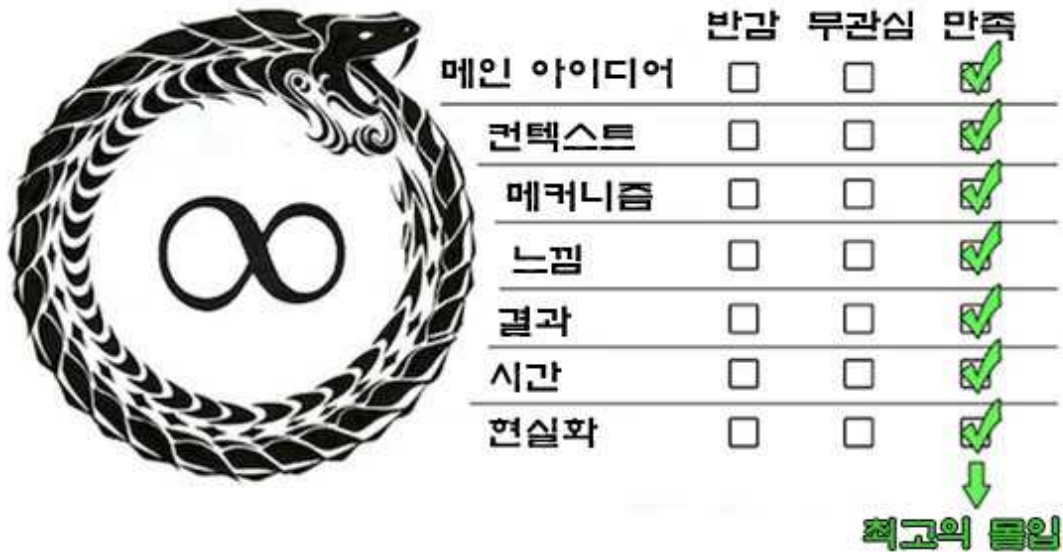 반감 무관심 만족
메인 아이디어
컨텍스트
메커니즘
느낌
결과
시간
현실화
최고의 몰입